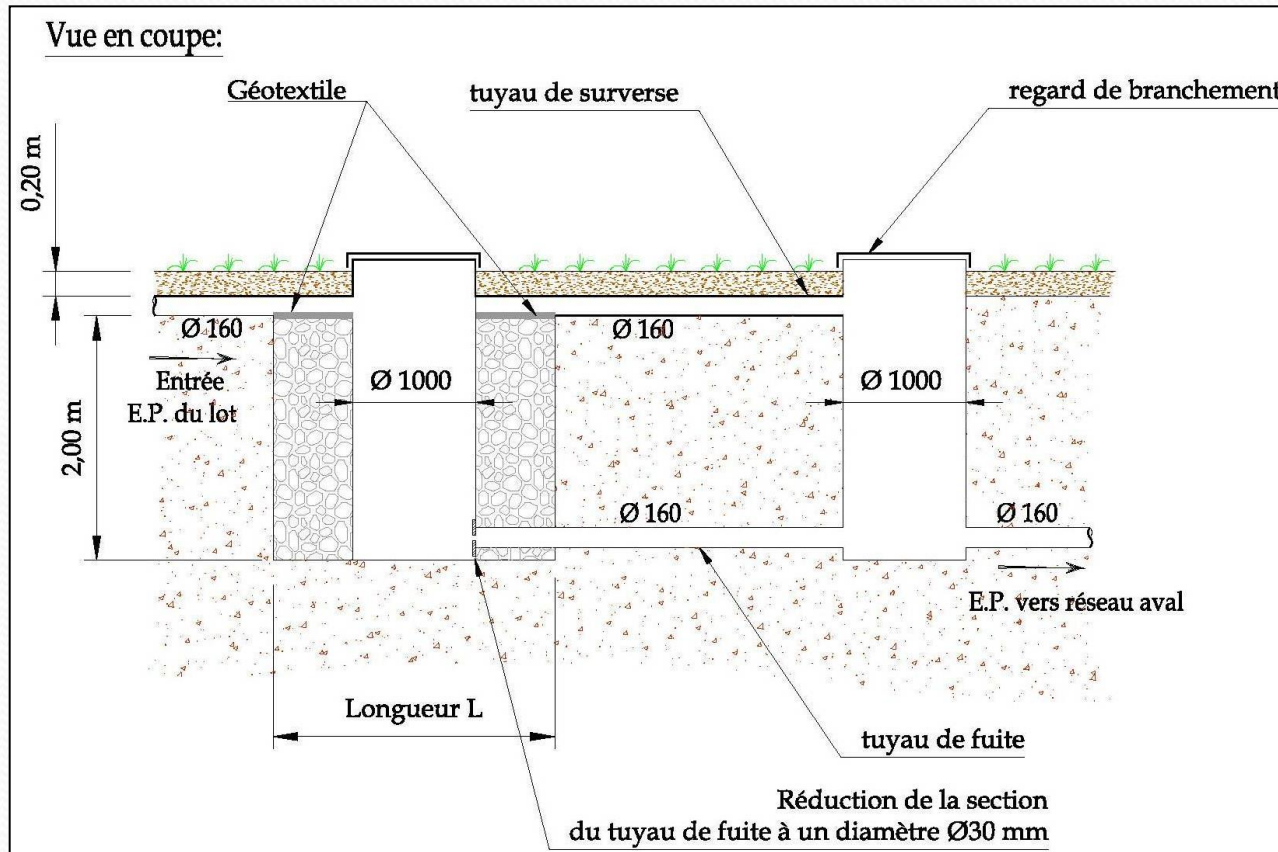 Vue en coupe:
Géotextile
tuyau de surverse
regard de branchement
0,20 m
Ø 160
Ø 160
Entrée
E.P. du lot
Ø 1000
Ø 1000
2,00 m
Ø 160
Ø 160
E.P. vers réseau aval
Longueur L
tuyau de fuite
Réduction de la section
du tuyau de fuite à un diamètre Ø30 mm